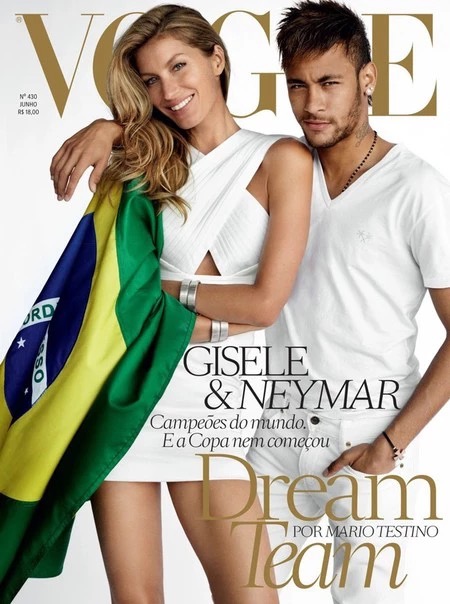 VOGUE
Nº 430
JUNHO
R$ 18,00
GISELE
& NEYMAR
Campeões do mundo.
E a Copa nem começou
Dream
POR MARIO TESTINO
Team